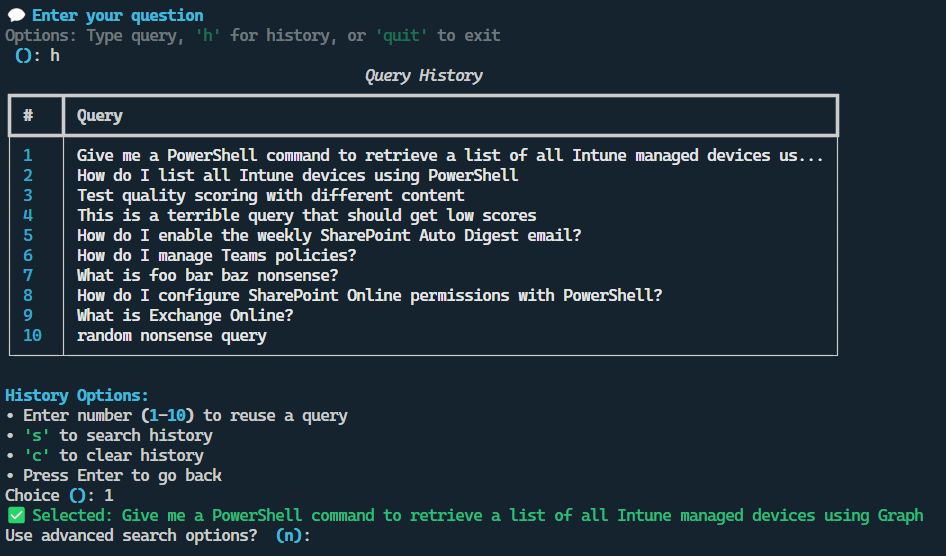 💬 Enter your question
Options: Type query, 'h' for history, or 'quit' to exit
(): h
Query History
# Query
1 Give me a PowerShell command to retrieve a list of all Intune managed devices us...
2 How do I list all Intune devices using PowerShell
3 Test quality scoring with different content
4 This is a terrible query that should get low scores
5 How do I enable the weekly SharePoint Auto Digest email?
6 How do I manage Teams policies?
7 What is foo bar baz nonsense?
8 How do I configure SharePoint Online permissions with PowerShell?
9 What is Exchange Online?
10 random nonsense query
History Options:
• Enter number (1-10) to reuse a query
• 's' to search history
• 'c' to clear history
• Press Enter to go back
Choice (): 1
✅ Selected: Give me a PowerShell command to retrieve a list of all Intune managed devices using Graph
Use advanced search options? (n):